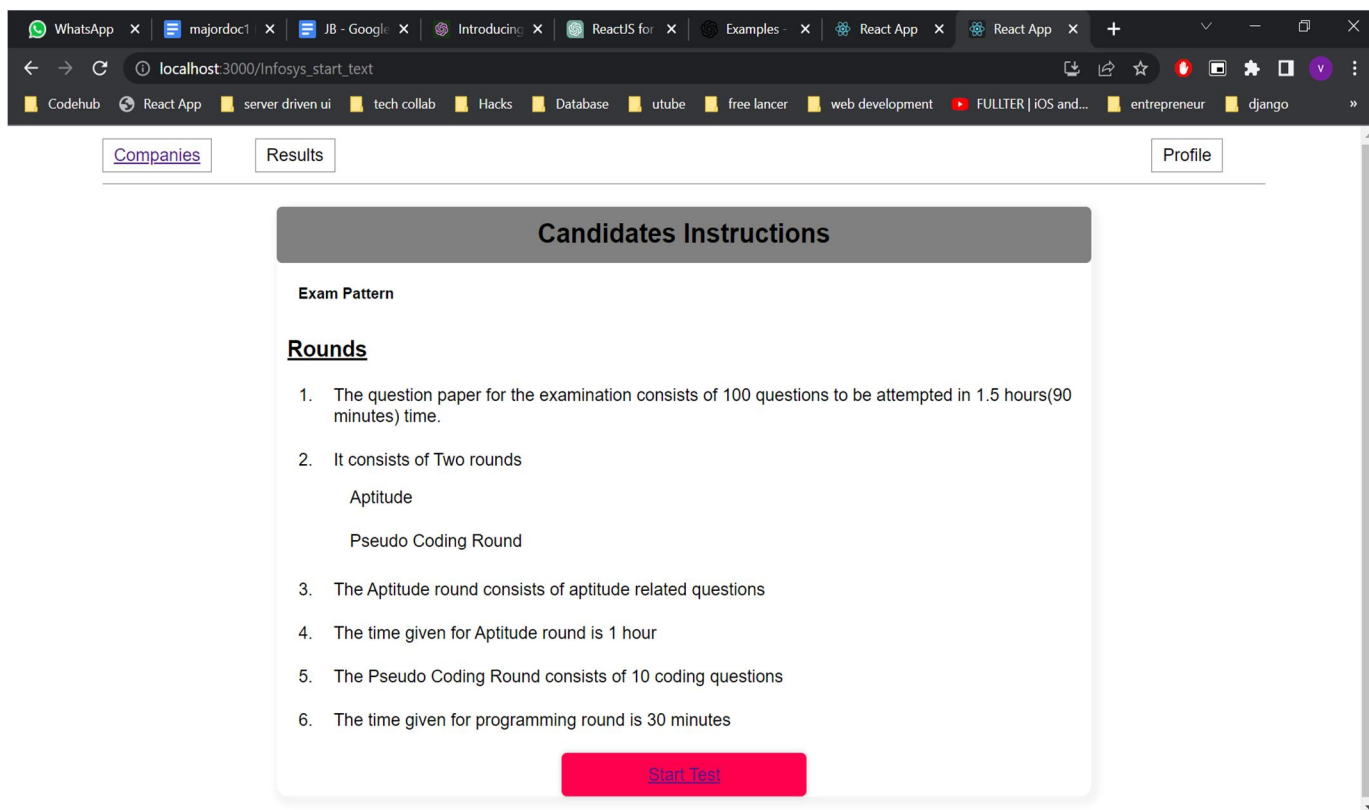 WhatsApp majordoc1 JB - Google Introducing ReactJS for Examples - React App React App
localhost:3000/Infosys_start_text
Codehub React App server driven ui tech collab Hacks Database utube free lancer web development FULLTER | iOS and... entrepreneur django »
Companies Results Profile
Candidates Instructions
Exam Pattern
Rounds
1. The question paper for the examination consists of 100 questions to be attempted in 1.5 hours(90
minutes) time.
2. It consists of Two rounds
Aptitude
Pseudo Coding Round
3. The Aptitude round consists of aptitude related questions
4. The time given for Aptitude round is 1 hour
5. The Pseudo Coding Round consists of 10 coding questions
6. The time given for programming round is 30 minutes
Start Test